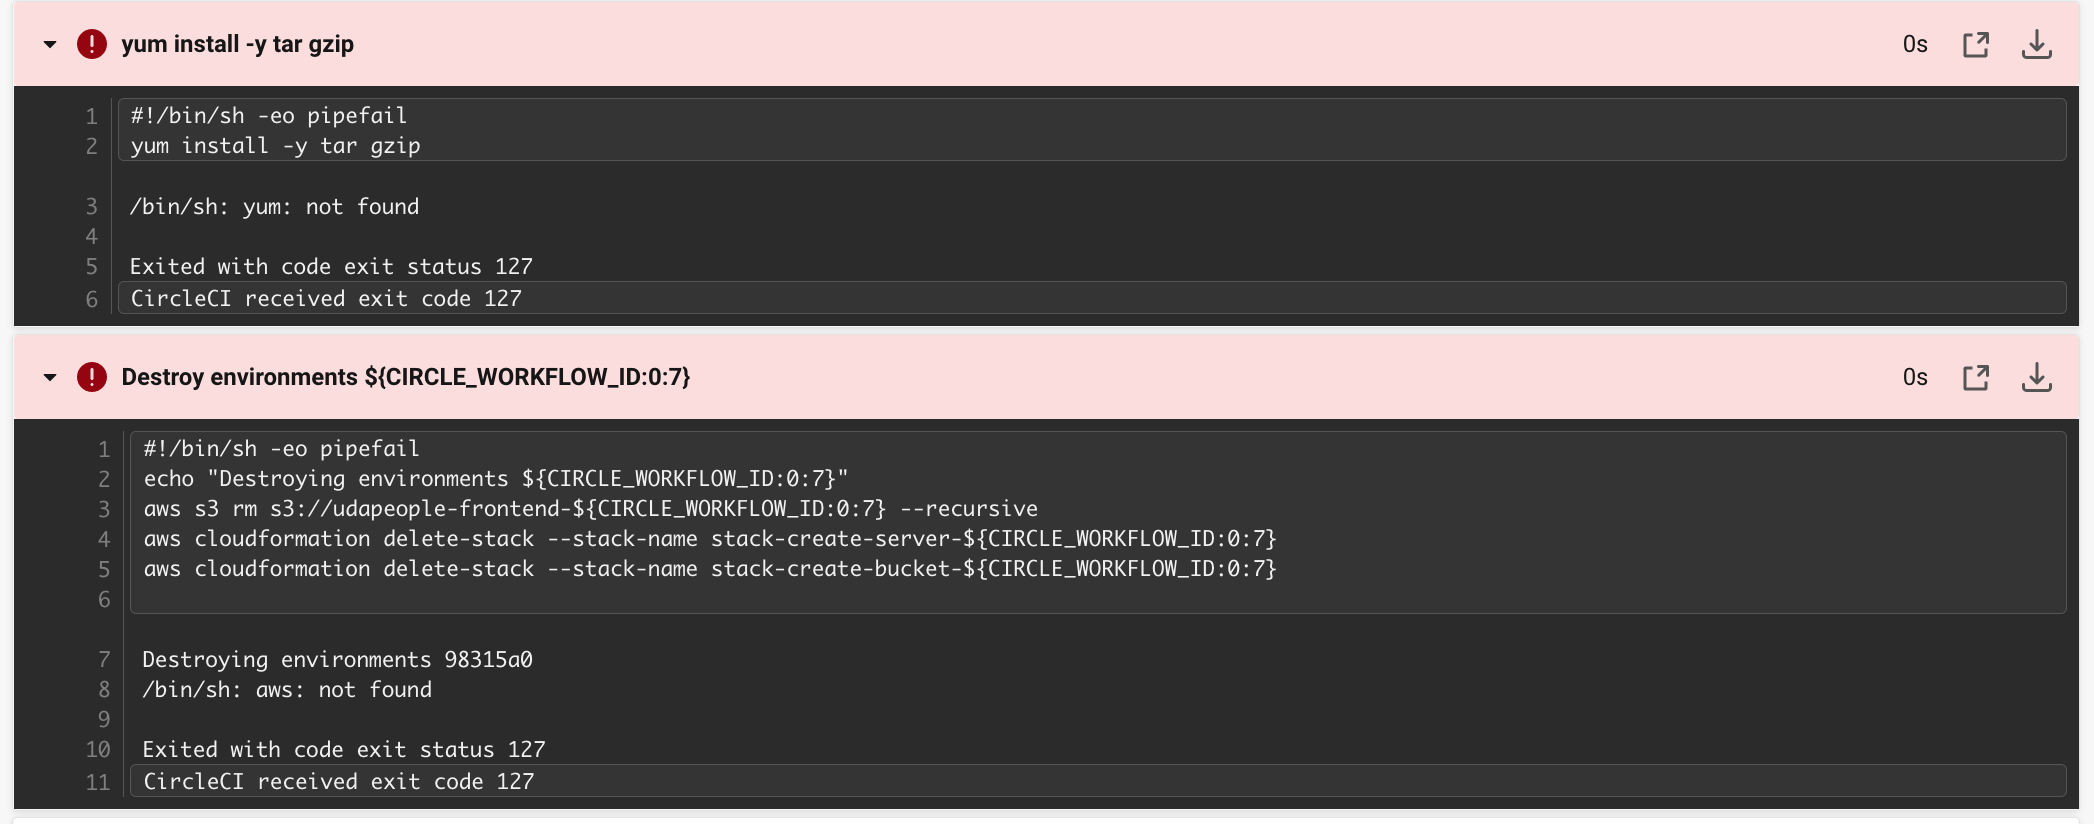 yum install -y tar gzip
0s
1 #!/bin/sh -eo pipefail
2 yum install -y tar gzip
3 /bin/sh: yum: not found
4
5 Exited with code exit status 127
6 CircleCI received exit code 127
Destroy environments ${CIRCLE_WORKFLOW_ID:0:7}
0s
1 #!/bin/sh -eo pipefail
2 echo "Destroying environments ${CIRCLE_WORKFLOW_ID:0:7}"
3 aws s3 rm s3://udapeople-frontend-${CIRCLE_WORKFLOW_ID:0:7} --recursive
4 aws cloudformation delete-stack --stack-name stack-create-server-${CIRCLE_WORKFLOW_ID:0:7}
5 aws cloudformation delete-stack --stack-name stack-create-bucket-${CIRCLE_WORKFLOW_ID:0:7}
6
7 Destroying environments 98315a0
8 /bin/sh: aws: not found
9
10 Exited with code exit status 127
11 CircleCI received exit code 127